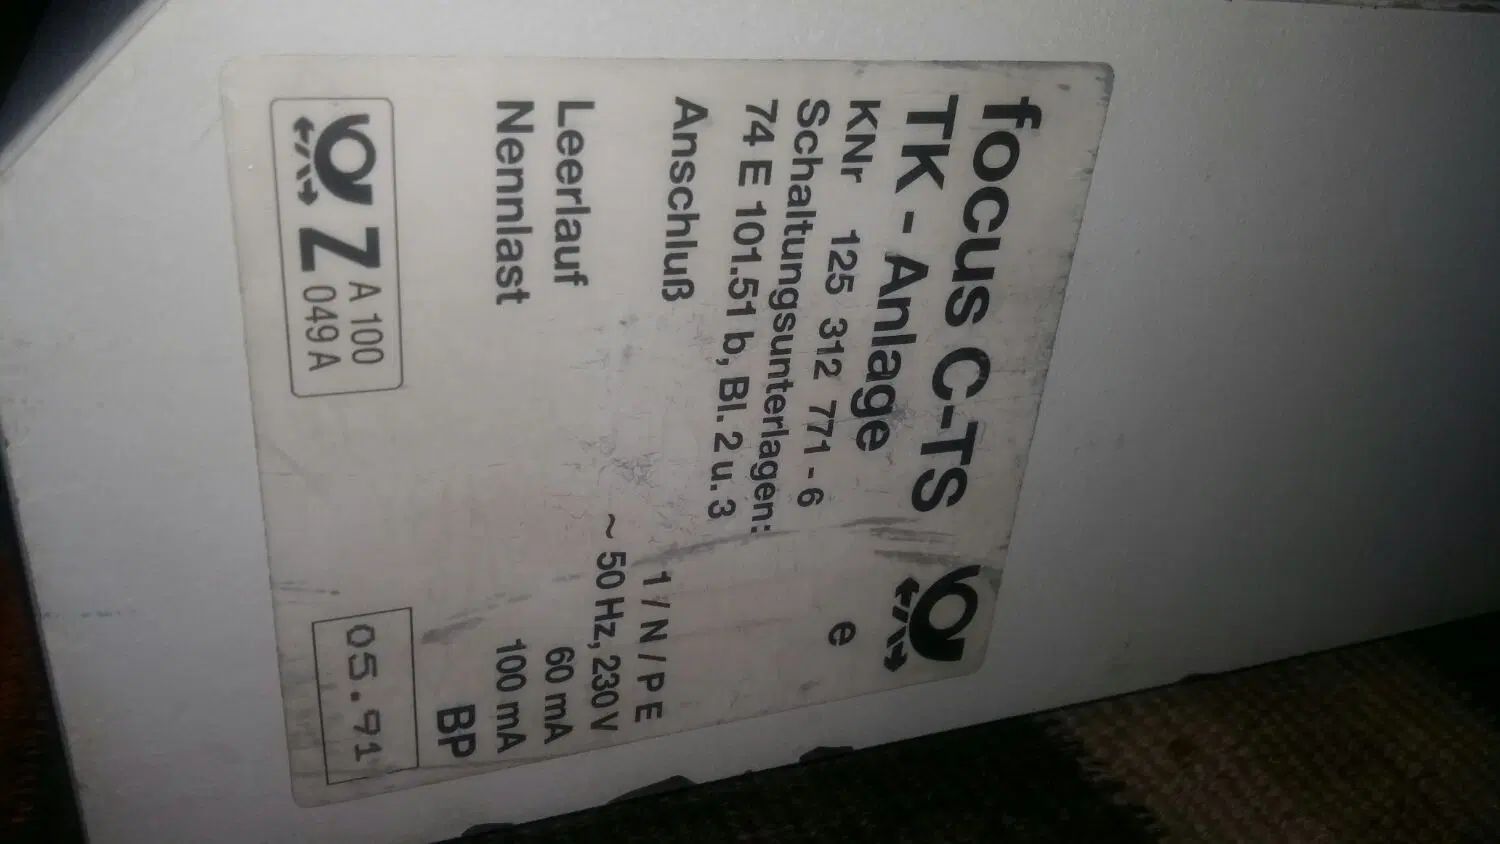 focus C-TS
TK - Anlage
KNr 125 312 771 - 6 e
Schaltungsunterlagen:
74 E 101.51 b, Bl. 2 u. 3
Anschluß 1 / N / P E
~ 50 Hz, 230 V
Leerlauf 60 mA
Nennlast 100 mA
BP
Z A 100
049 A
05.91